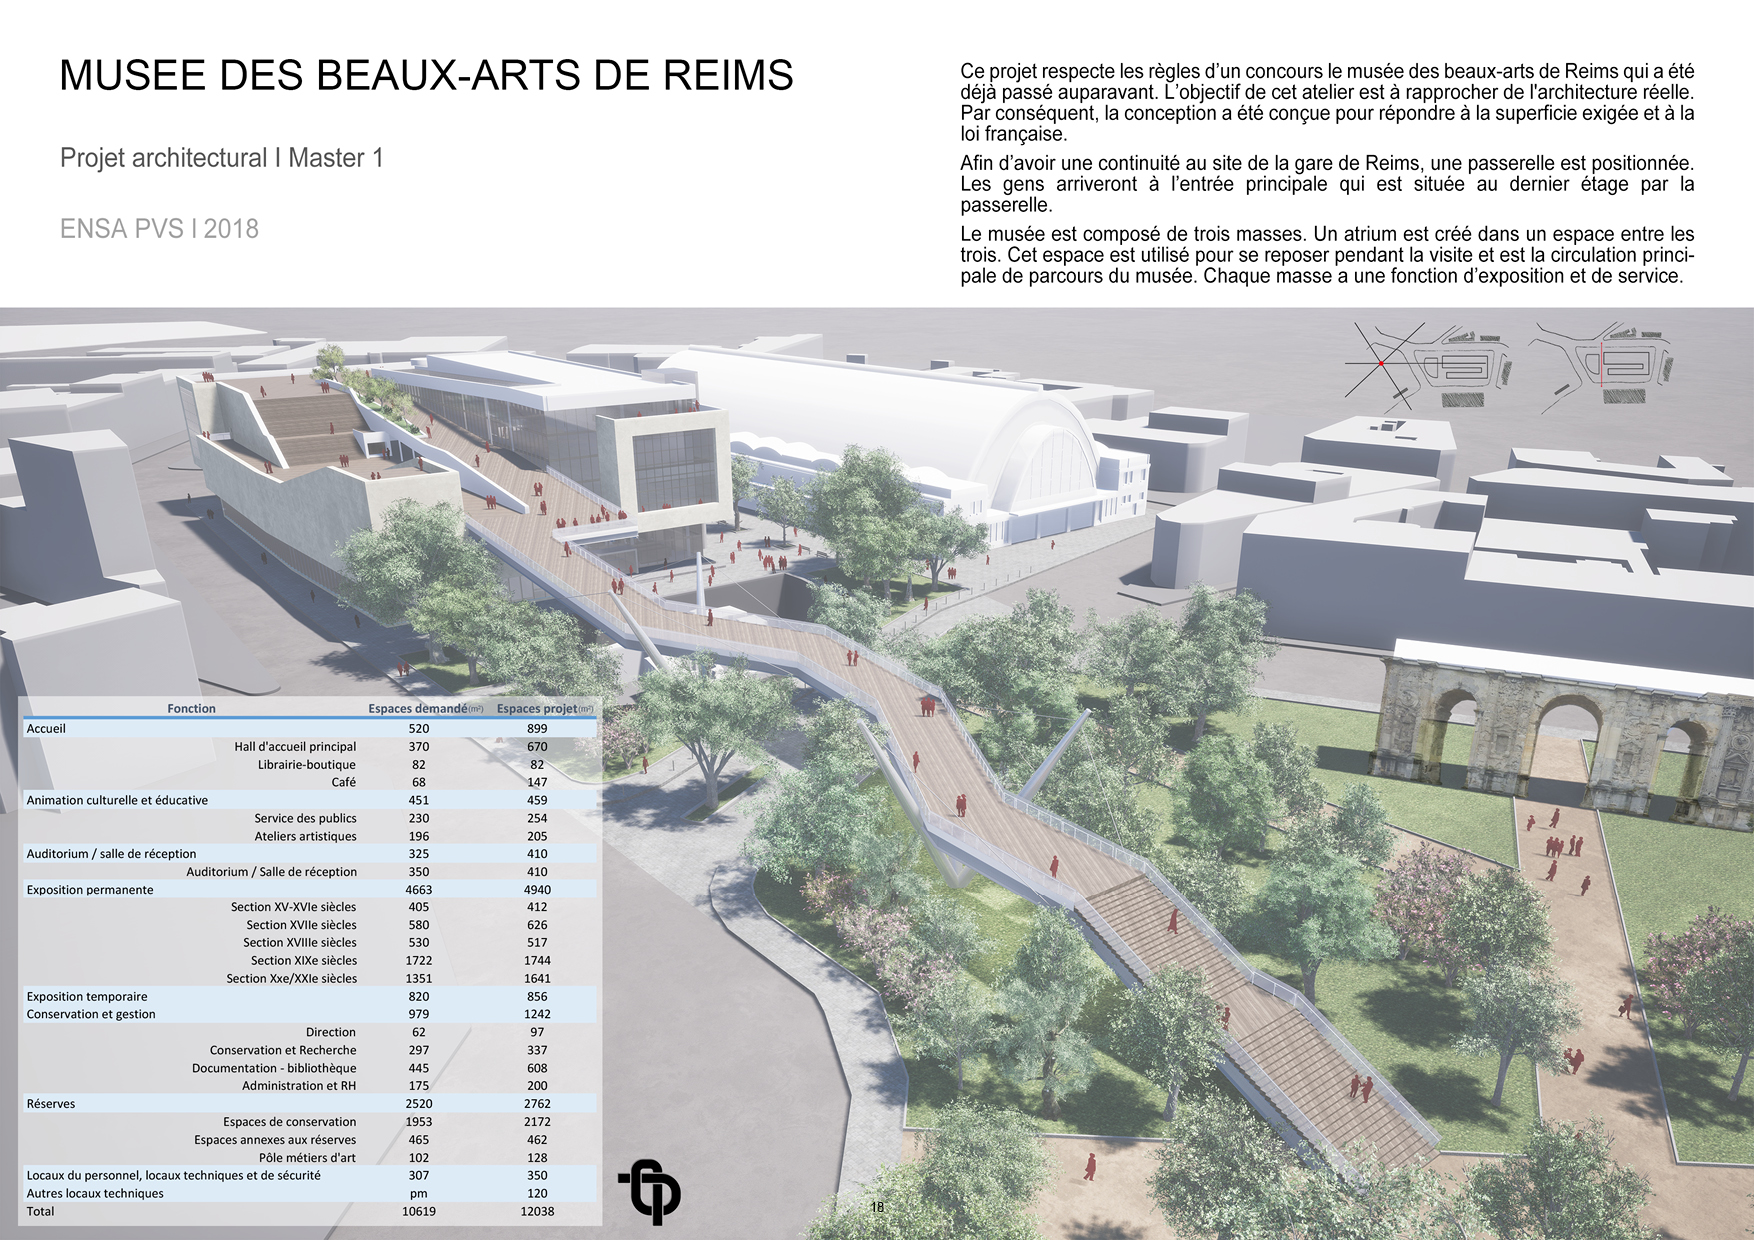 MUSEE DES BEAUX-ARTS DE REIMS
Projet architectural I Master 1
ENSA PVS I 2018
Ce projet respecte les règles d’un concours le musée des beaux-arts de Reims qui a été
déjà passé auparavant. L’objectif de cet atelier est à rapprocher de l'architecture réelle.
Par conséquent, la conception a été conçue pour répondre à la superficie exigée et à la
loi française.
Afin d’avoir une continuité au site de la gare de Reims, une passerelle est positionnée.
Les gens arriveront à l’entrée principale qui est située au dernier étage par la
passerelle.
Le musée est composé de trois masses. Un atrium est créé dans un espace entre les
trois. Cet espace est utilisé pour se reposer pendant la visite et est la circulation princi-
pale de parcours du musée. Chaque masse a une fonction d’exposition et de service.
Fonction Espaces demandé(m²) Espaces projet(m²)
Accueil 520 899
Hall d'accueil principal 370 670
Librairie-boutique 82 82
Café 68 147
Animation culturelle et éducative 451 459
Service des publics 230 254
Ateliers artistiques 196 205
Auditorium / salle de réception 325 410
Auditorium / Salle de réception 350 410
Exposition permanente 4663 4940
Section XV-XVIe siècles 405 412
Section XVIIe siècles 580 626
Section XVIIIe siècles 530 517
Section XIXe siècles 1722 1744
Section Xxe/XXIe siècles 1351 1641
Exposition temporaire 820 856
Conservation et gestion 979 1242
Direction 62 97
Conservation et Recherche 297 337
Documentation - bibliothèque 445 608
Administration et RH 175 200
Réserves 2520 2762
Espaces de conservation 1953 2172
Espaces annexes aux réserves 465 462
Pôle métiers d'art 102 128
Locaux du personnel, locaux techniques et de sécurité 307 350
Autres locaux techniques pm 120
Total 10619 12038
18